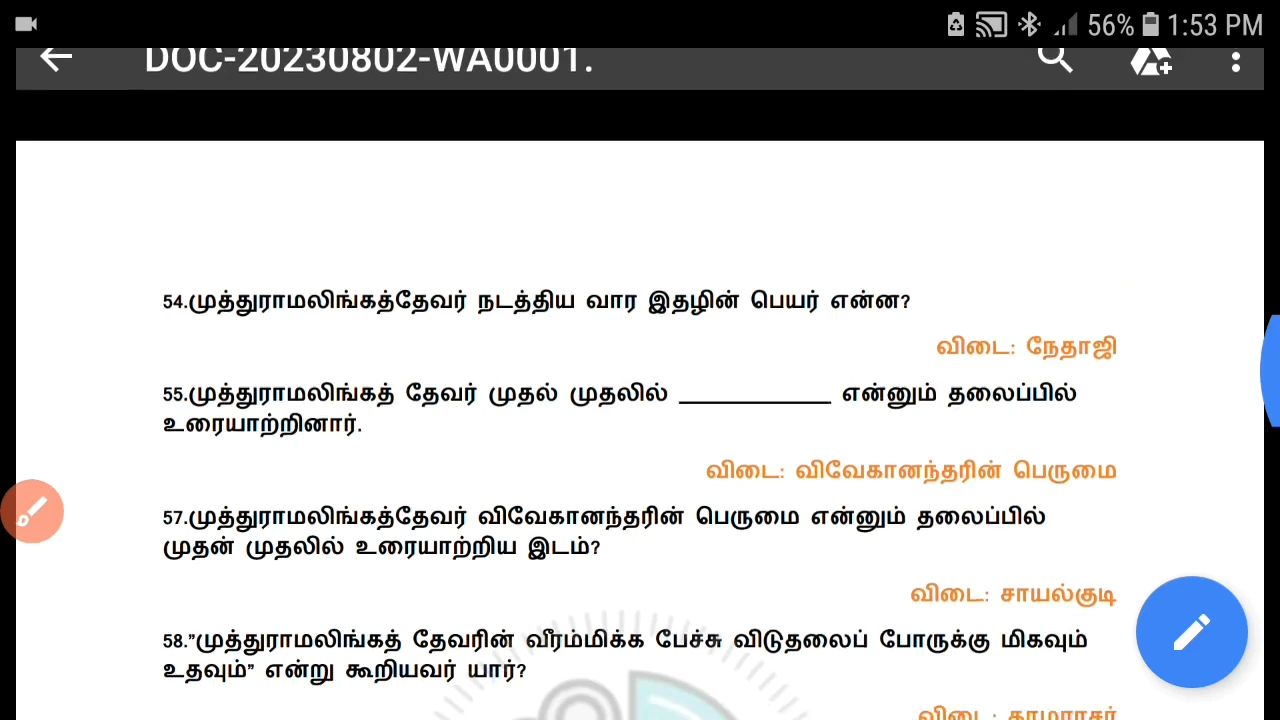 56% 1:53 PM
DOC-20230802-WA0001.
54.முத்துராமலிங்கத்தேவர் நடத்திய வார இதழின் பெயர் என்ன?
விடை: நேதாஜி
55.முத்துராமலிங்கத் தேவர் முதல் முதலில் ____________ என்னும் தலைப்பில்
உரையாற்றினார்.
விடை: விவேகானந்தரின் பெருமை
57.முத்துராமலிங்கத்தேவர் விவேகானந்தரின் பெருமை என்னும் தலைப்பில்
முதன் முதலில் உரையாற்றிய இடம்?
விடை: சாயல்குடி
58.”முத்துராமலிங்கத் தேவரின் வீரம்மிக்க பேச்சு விடுதலைப் போருக்கு மிகவும்
உதவும்” என்று கூறியவர் யார்?
விடை: காமராசர்